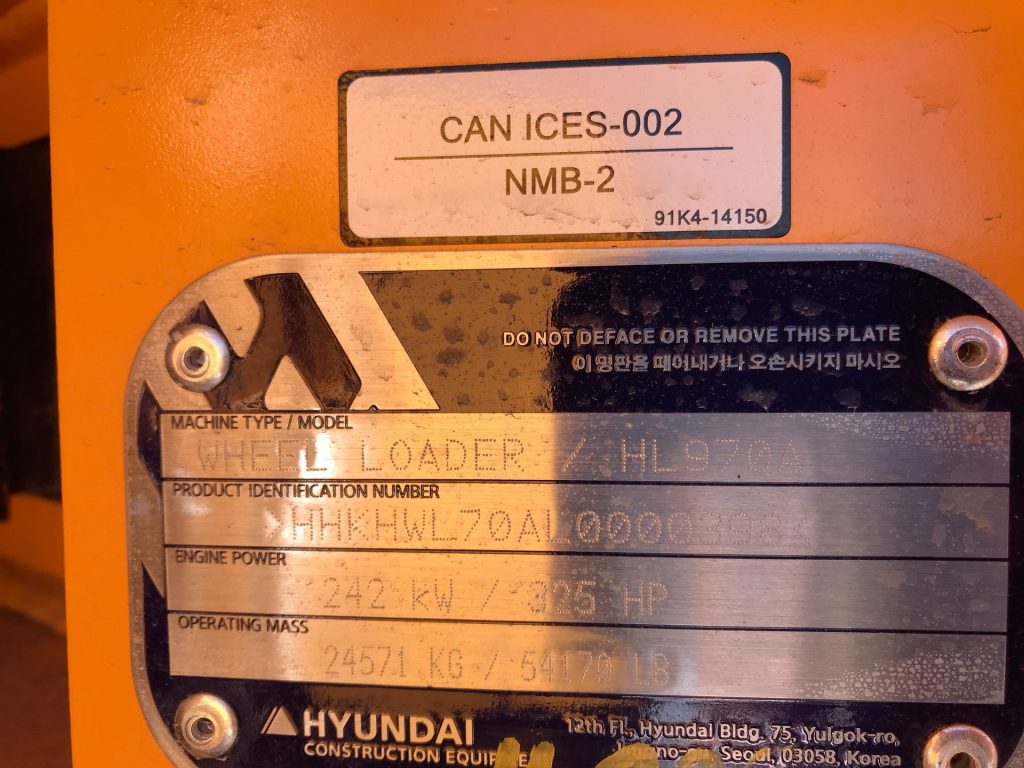 CAN ICES-002
NMB-2
91K4-14150
DO NOT DEFACE OR REMOVE THIS PLATE
이 명판을 떼어내거나 오손시키지 마시오
MACHINE TYPE / MODEL
WHEEL LOADER / HL970A
PRODUCT IDENTIFICATION NUMBER
ENGINE POWER
242 kW / 325 HP
OPERATING MASS
24571 KG / 54170 LB
HYUNDAI
CONSTRUCTION
12th Fl., Hyundai Bldg. 75, Yulgok-ro,
Seoul, 03058, Korea